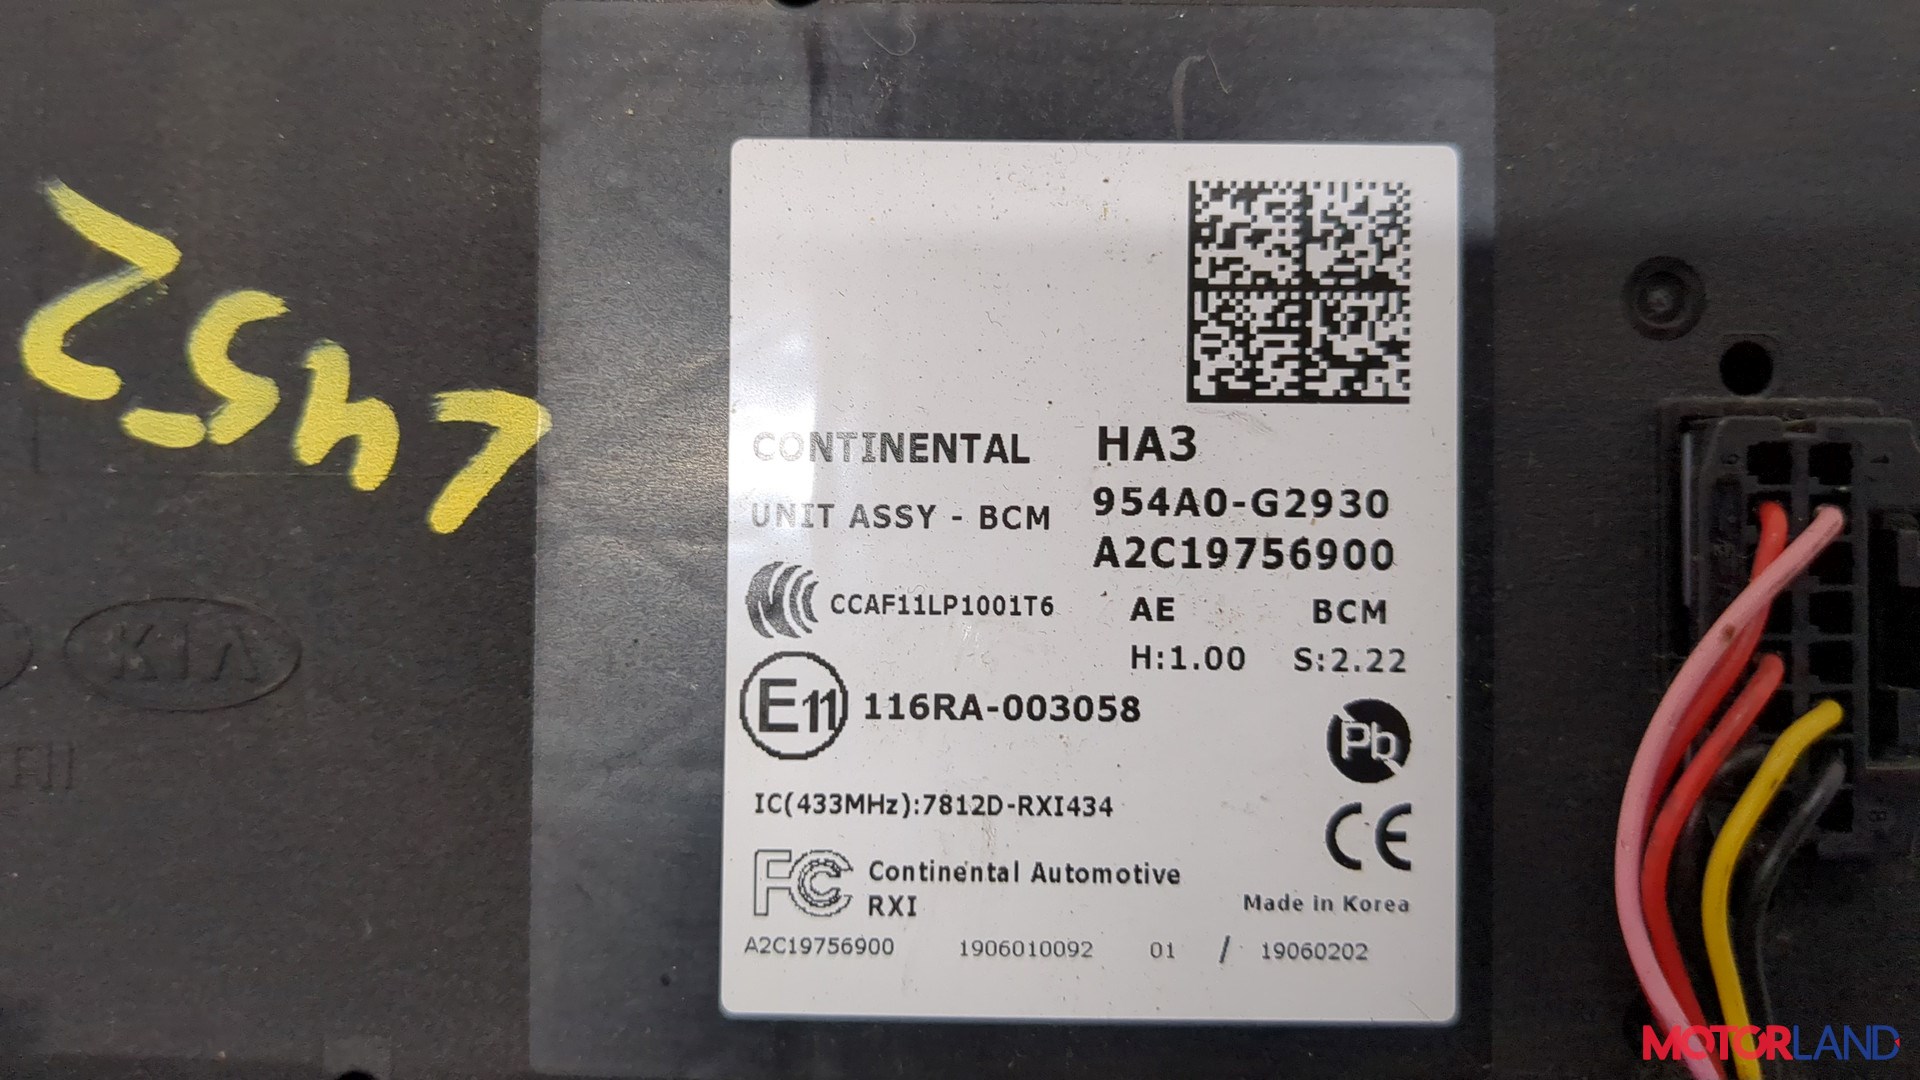 CONTINENTAL HA3
UNIT ASSY - BCM 954A0-G2930
A2C19756900
CCAF11LP1001T6 AE BCM
H:1.00 S:2.22
E11 116RA-003058
Pb
IC(433MHz):7812D-RXI434
CE
FC Continental Automotive
RXI
Made in Korea
A2C19756900 1906010092 01 / 19060202
KIA
MOTORLAND